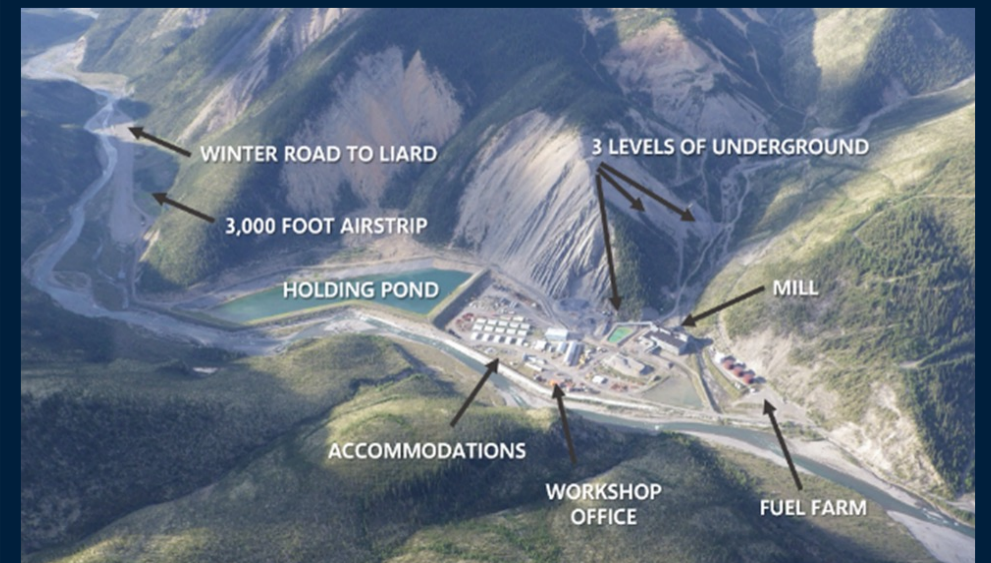 WINTER ROAD TO LIARD
3 LEVELS OF UNDERGROUND
3,000 FOOT AIRSTRIP
HOLDING POND
MILL
ACCOMMODATIONS
WORKSHOP
OFFICE
FUEL FARM